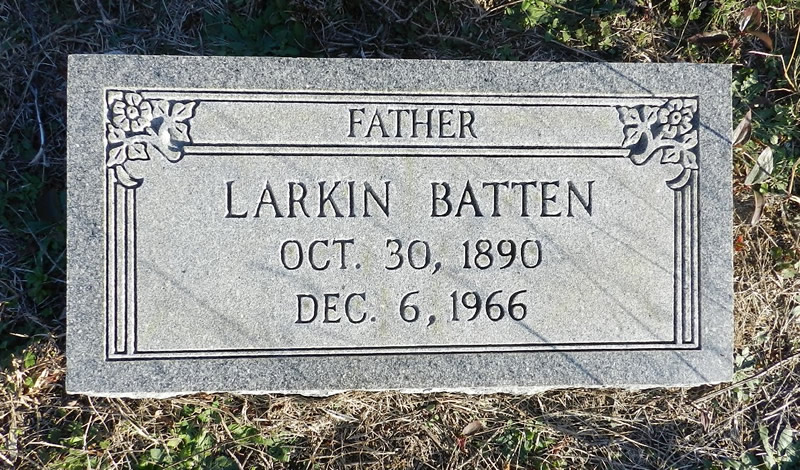 FATHER
LARKIN BATTEN
OCT. 30, 1890
DEC. 6, 1966